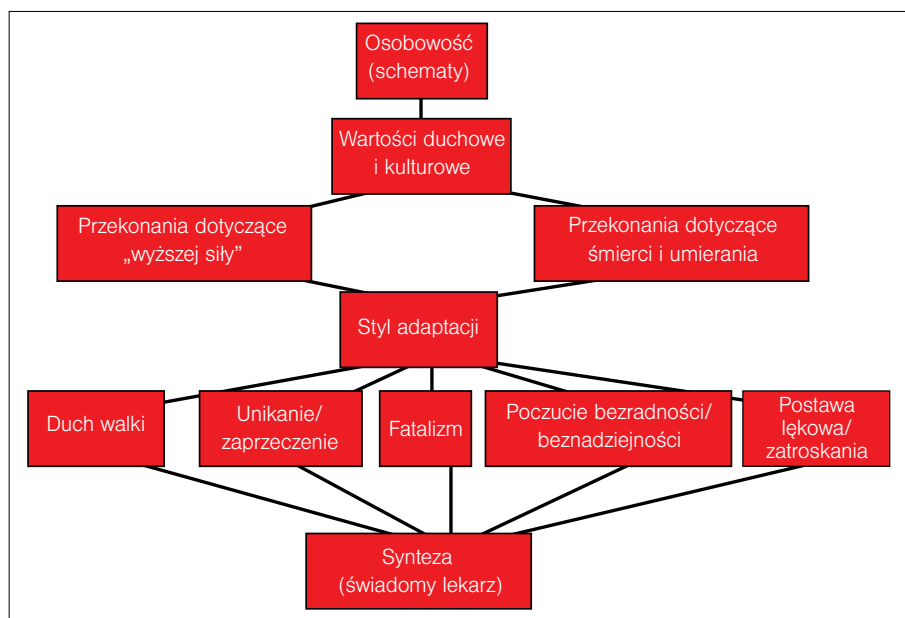 Osobowość
(schematy)
Wartości duchowe
i kulturowe
Przekonania dotyczące
„wyższej siły”
Przekonania dotyczące
śmierci i umierania
Styl adaptacji
Duch walki
Unikanie/
zaprzeczenie
Fatalizm
Poczucie bezradności/
beznadziejności
Postawa
lękowa/
zatroskania
Synteza
(świadomy lekarz)